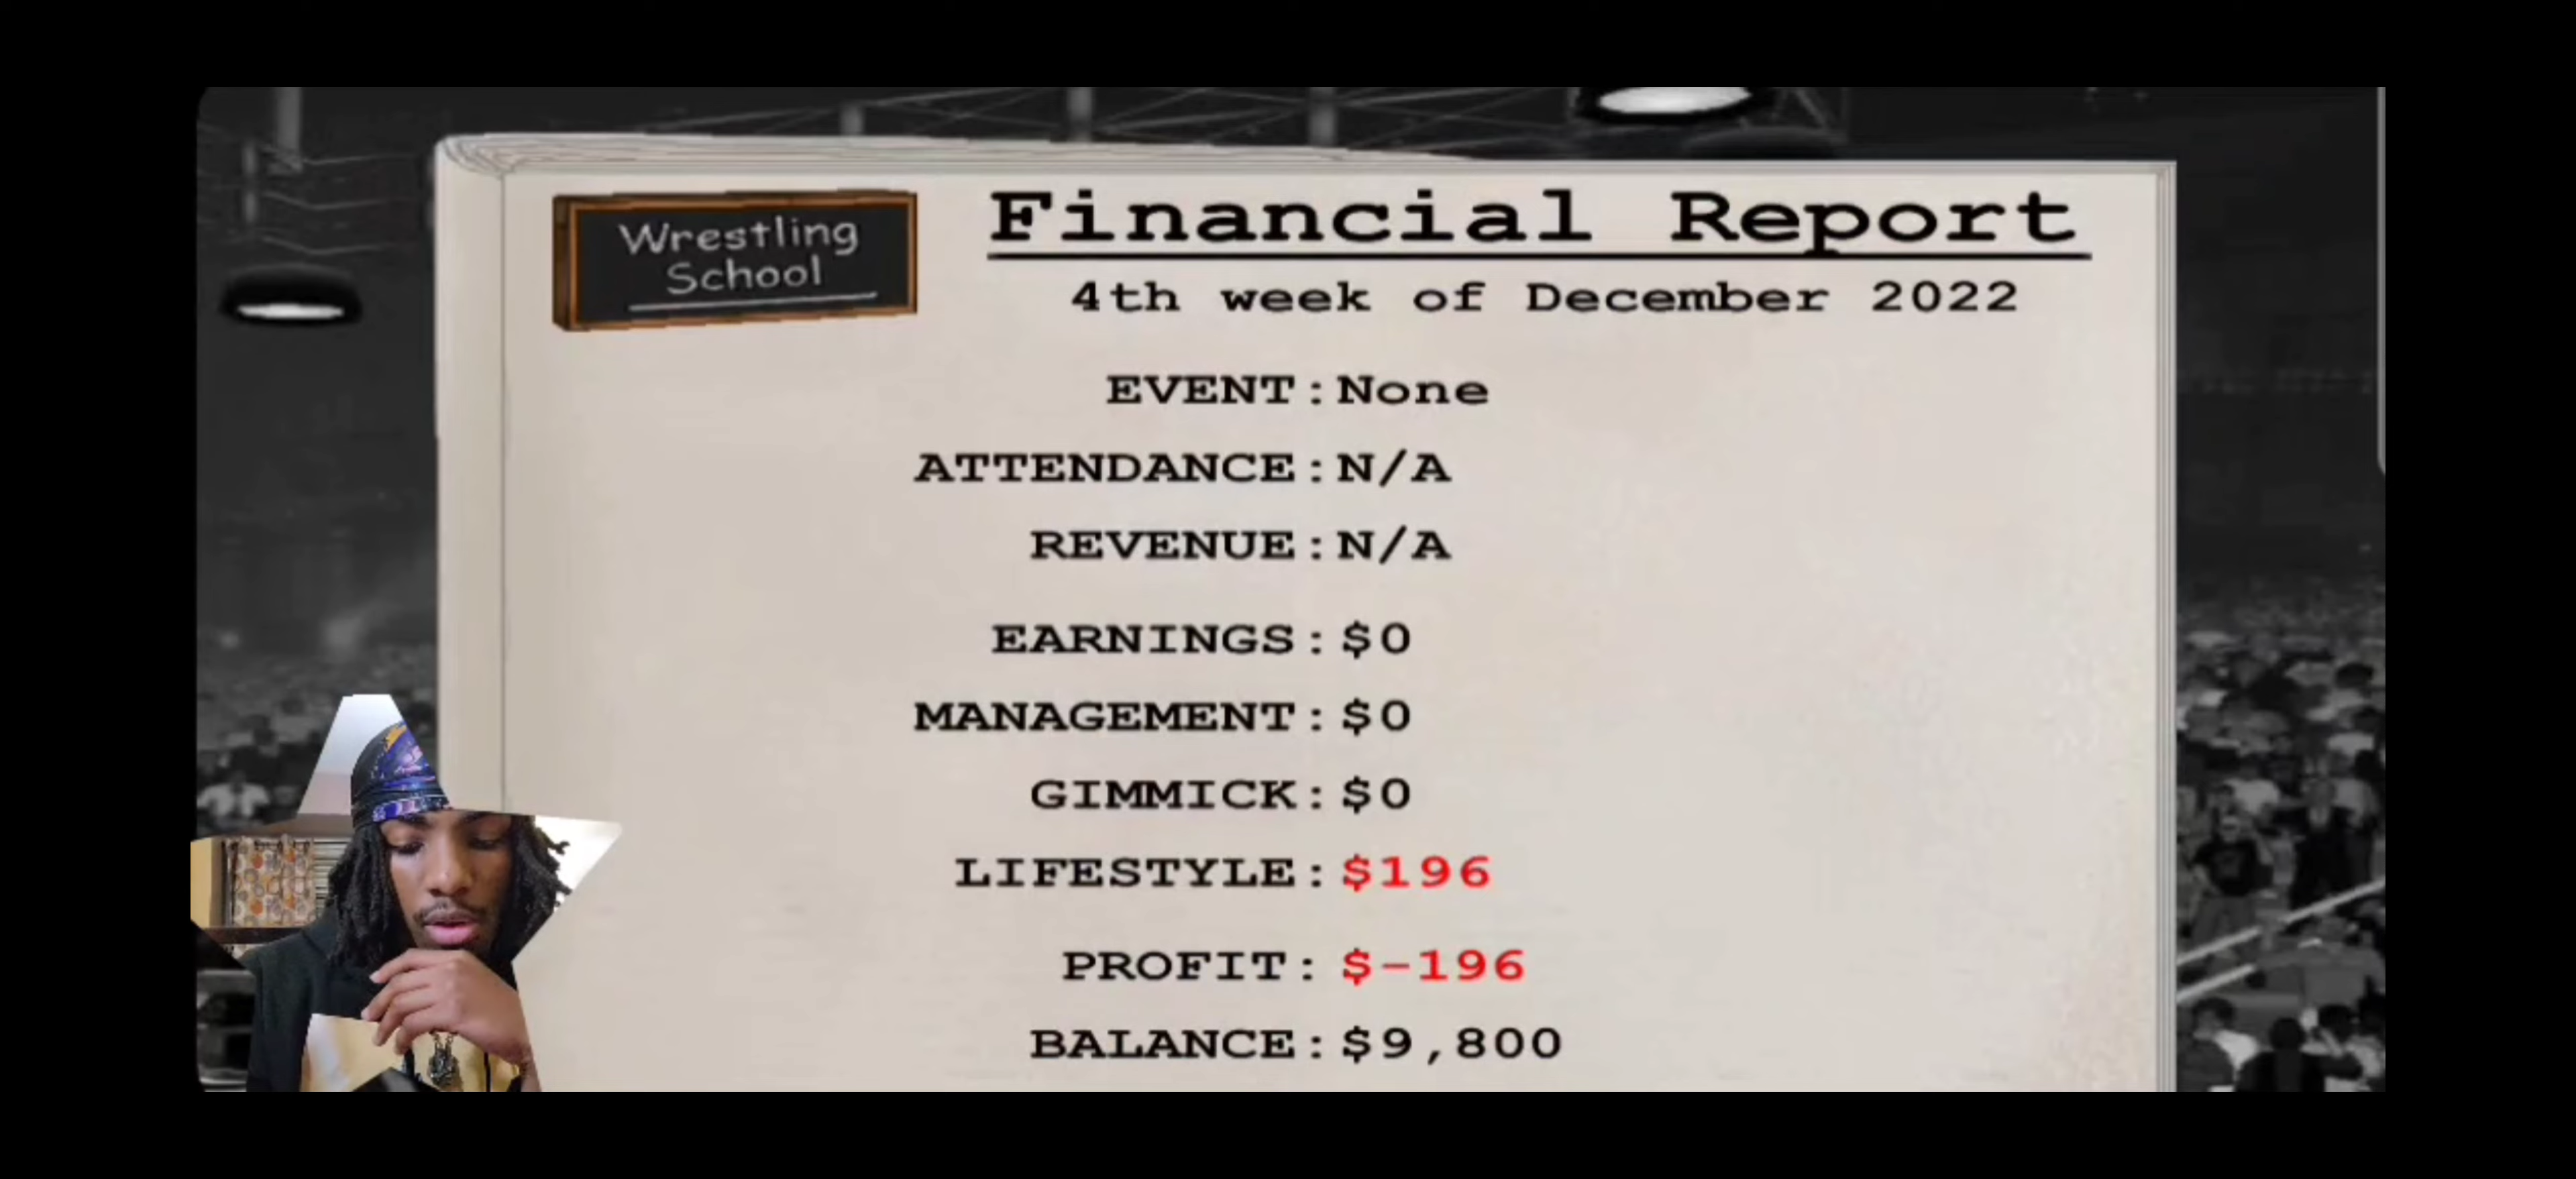 Wrestling
School
Financial Report
4th week of December 2022
EVENT:None
ATTENDANCE:N/A
REVENUE:N/A
EARNINGS:$0
MANAGEMENT:$0
GIMMICK:$0
LIFESTYLE:$196
PROFIT:$-196
BALANCE:$9,800